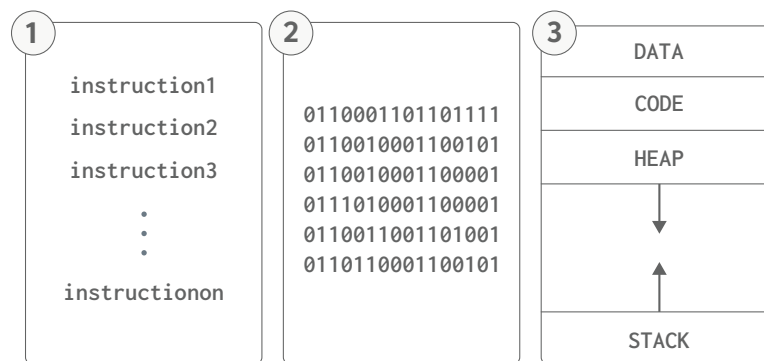 1
instruction1
instruction2
instruction3
.
.
.
instructionon
2
0110001101101111
0110010001100101
0110010001100001
0111010001100001
0110011001101001
0110110001100101
3
DATA
CODE
HEAP
STACK